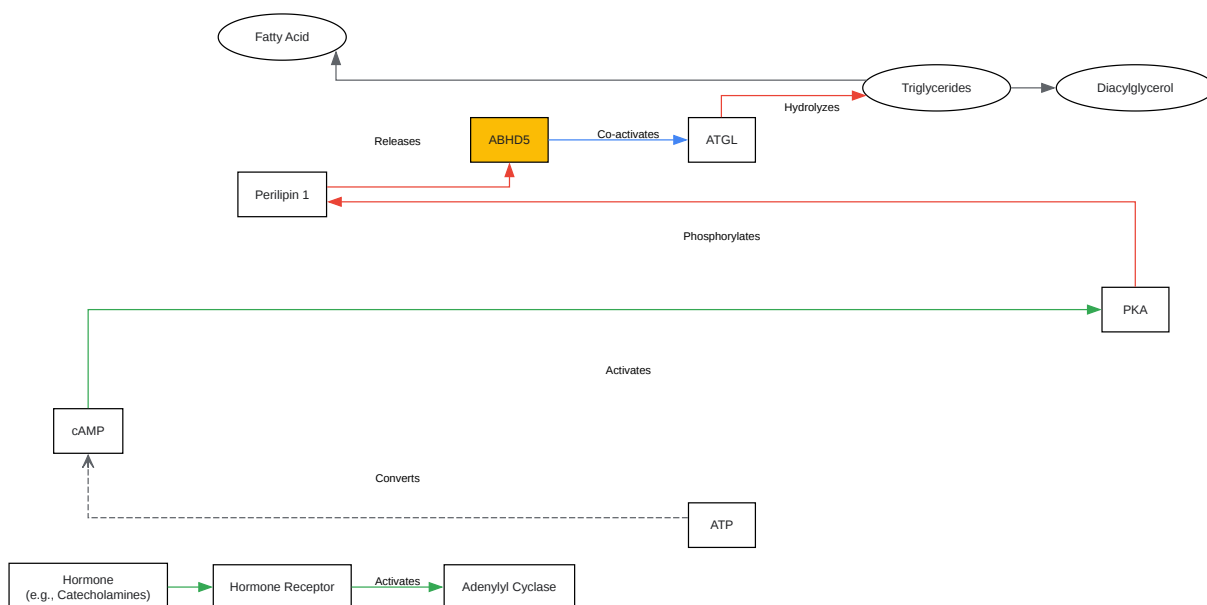 Fatty Acid
Triglycerides
Diacylglycerol
Hydrolyzes
Releases
ABHD5
Co-activates
ATGL
Perilipin 1
Phosphorylates
PKA
Activates
cAMP
Converts
ATP
Hormone
(e.g., Catecholamines)
Hormone Receptor
Activates
Adenylyl Cyclase